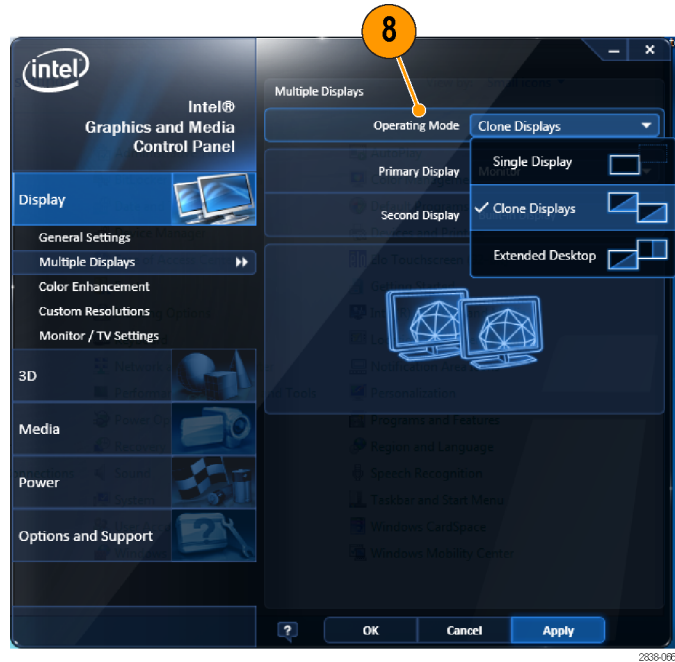 8
intel
Intel®
Graphics and Media
Control Panel
Multiple Displays
Operating Mode Clone Displays
Primary Display Monitor
Single Display
Second Display
Clone Displays
Extended Desktop
Display
General Settings
Multiple Displays
Color Enhancement
Custom Resolutions
Monitor / TV Settings
3D
Media
Power
Options and Support
Personalization
Programs and Features
Region and Language
Speech Recognition
Taskbar and Start Menu
Windows CardSpace
Windows Mobility Center
?
OK Cancel Apply